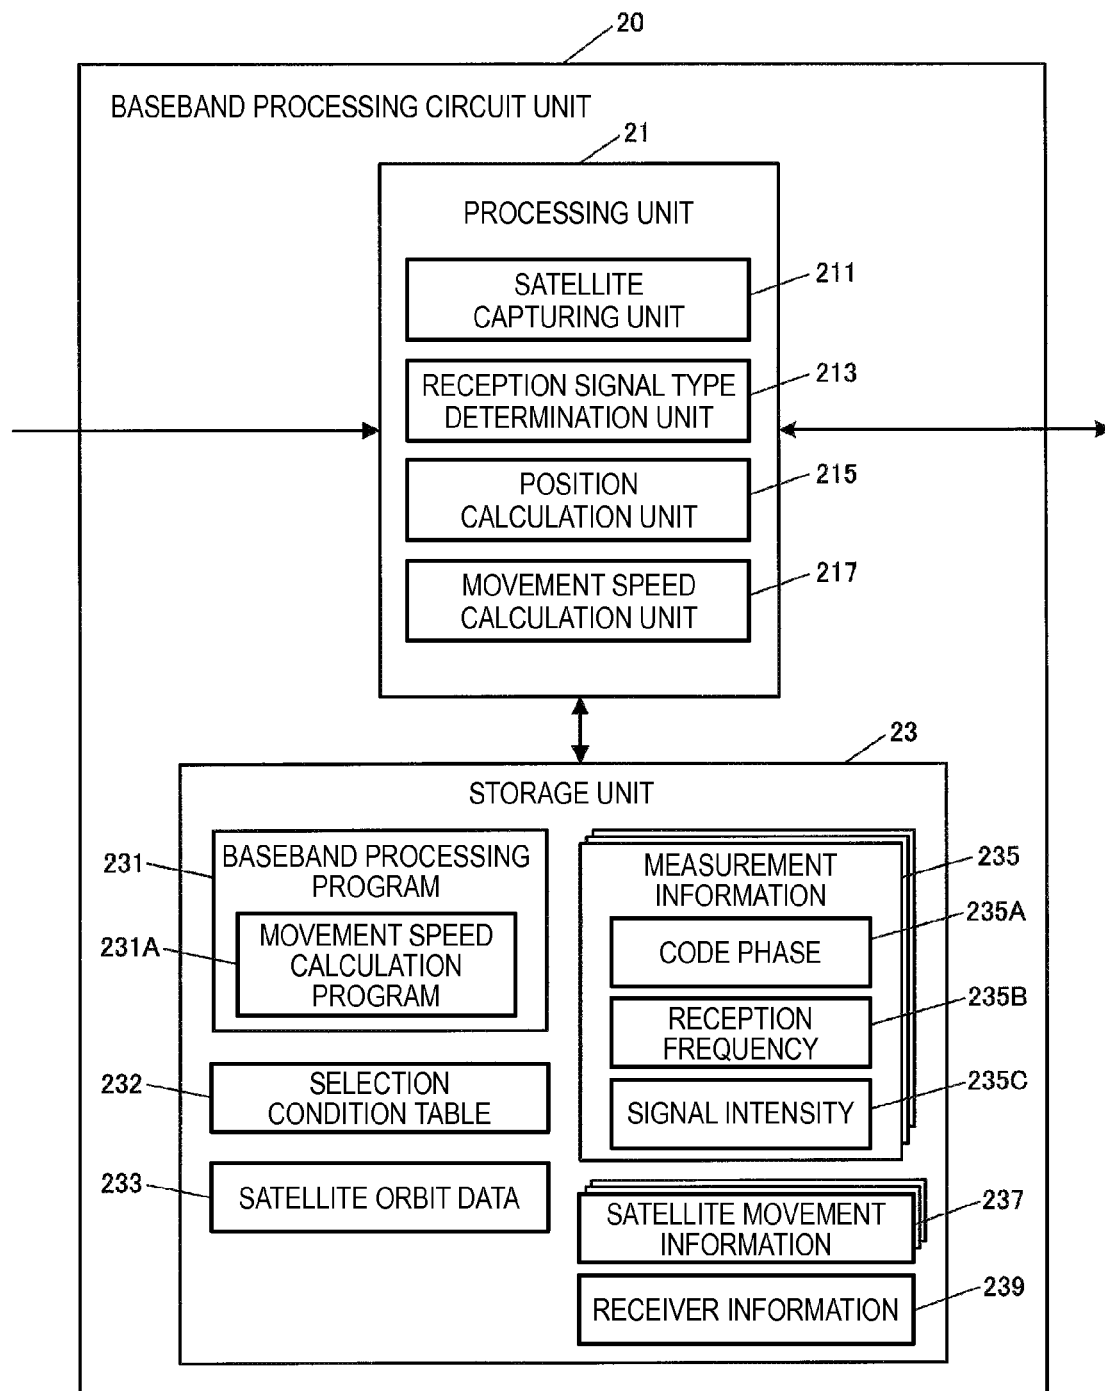 20
BASEBAND PROCESSING CIRCUIT UNIT
21
PROCESSING UNIT
SATELLITE
CAPTURING UNIT
211
RECEPTION SIGNAL TYPE
DETERMINATION UNIT
213
POSITION
CALCULATION UNIT
215
MOVEMENT SPEED
CALCULATION UNIT
217
23
STORAGE UNIT
231
BASEBAND PROCESSING
PROGRAM
231A
MOVEMENT SPEED
CALCULATION
PROGRAM
232
SELECTION
CONDITION TABLE
233
SATELLITE ORBIT DATA
MEASUREMENT
INFORMATION
235
CODE PHASE
235A
RECEPTION
FREQUENCY
235B
SIGNAL INTENSITY
235C
SATELLITE MOVEMENT
INFORMATION
237
RECEIVER INFORMATION
239